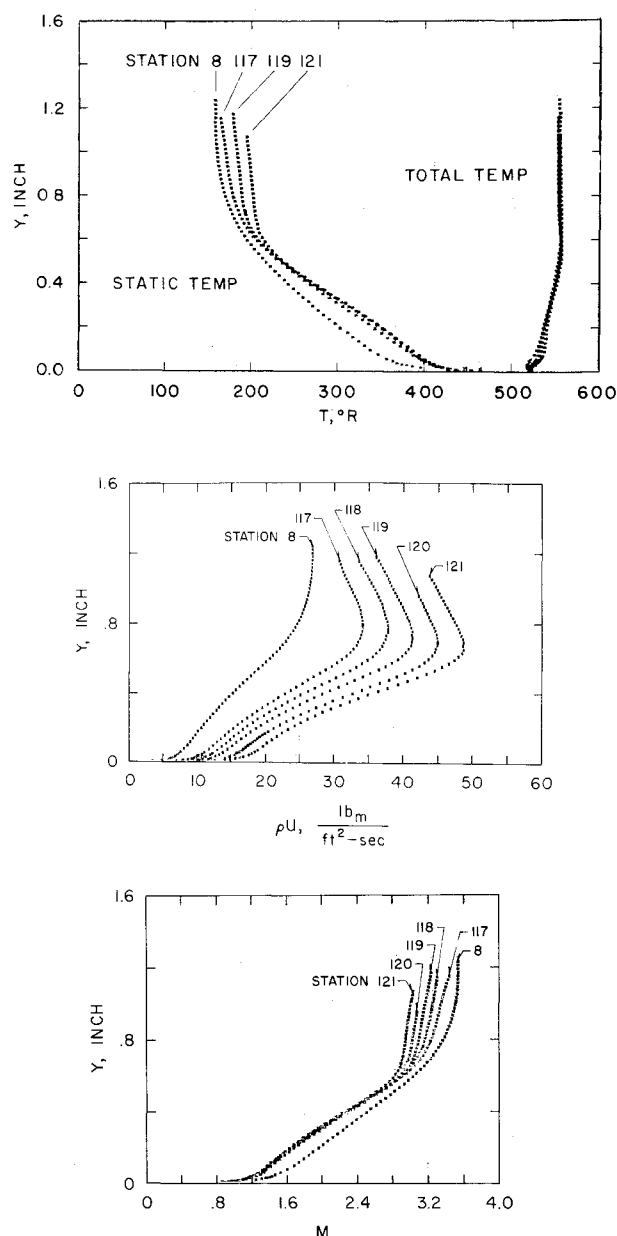 1.6
STATION 8 117 119 121
1.2
TOTAL TEMP
Y, INCH
0.8
0.4
STATIC TEMP
0.0
0 100 200 300 400 500 600
T, °R
1.6
118
117
119
STATION 8
120
121
Y, INCH
.8
0
0 10 20 30 40 50 60
ρU, lbm
ft²-sec
1.6
118
117
119
8
120
STATION 121
Y, INCH
.8
0
0 .8 1.6 2.4 3.2 4.0
M